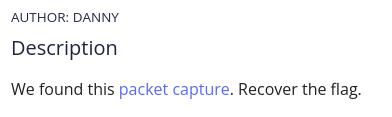 AUTHOR: DANNY
Description
We found this packet capture. Recover the flag.